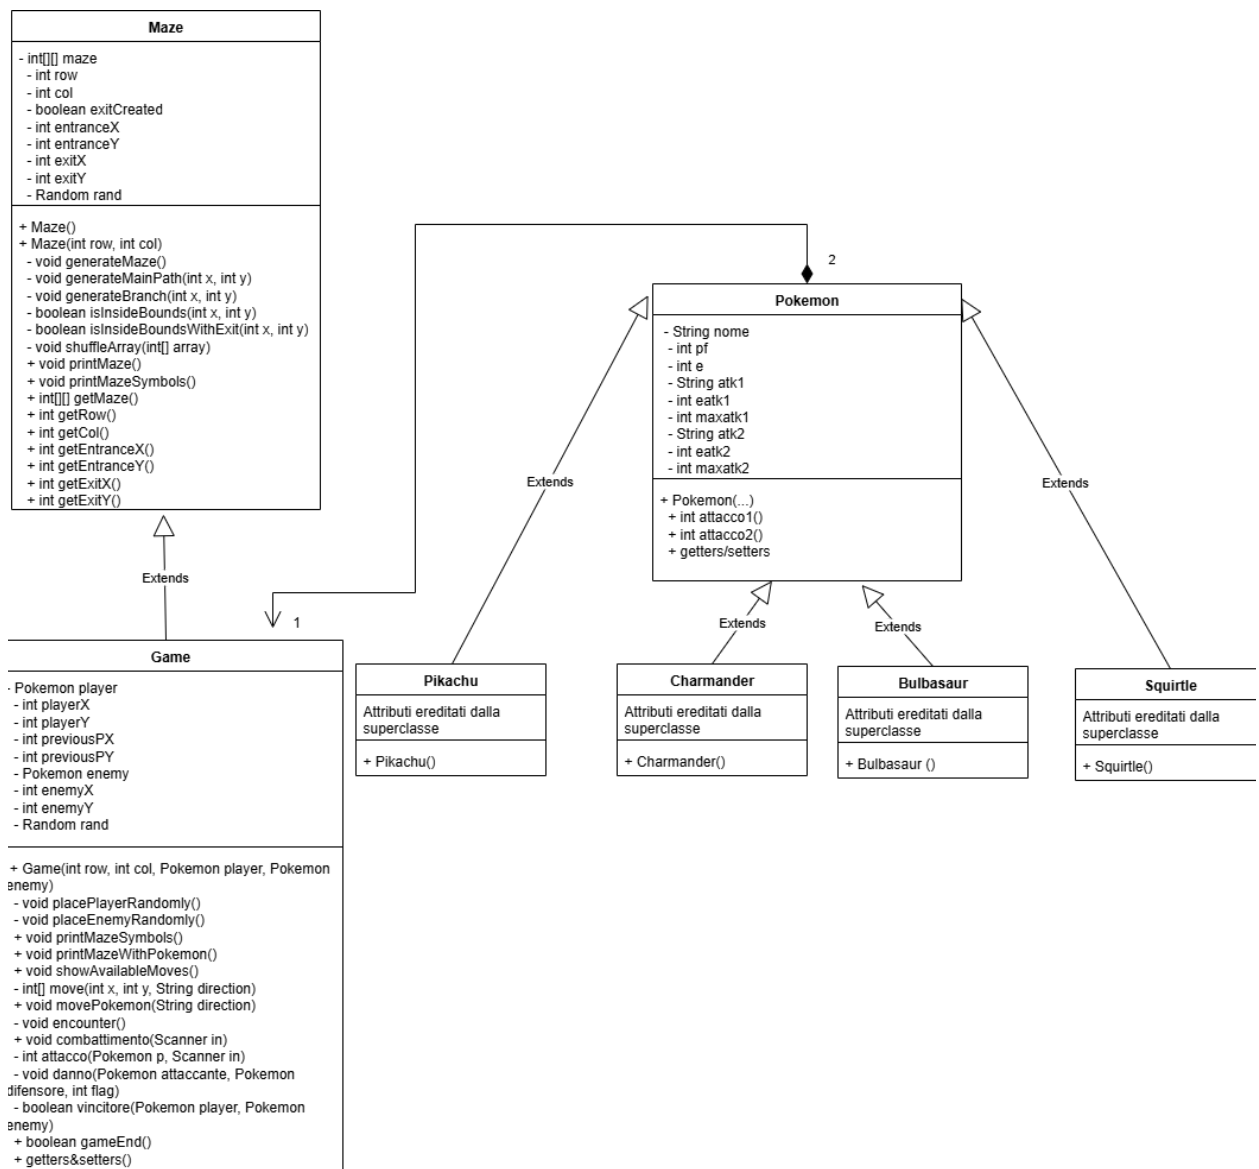 Maze
- int[][] maze
- int row
- int col
- boolean exitCreated
- int entranceX
- int entranceY
- int exitX
- int exitY
- Random rand
+ Maze()
+ Maze(int row, int col)
- void generateMaze()
- void generateMainPath(int x, int y)
- void generateBranch(int x, int y)
- boolean isInsideBounds(int x, int y)
- boolean isInsideBoundsWithExit(int x, int y)
- void shuffleArray(int[] array)
+ void printMaze()
+ void printMazeSymbols()
+ int[][] getMaze()
+ int getRow()
+ int getCol()
+ int getEntranceX()
+ int getEntranceY()
+ int getExitX()
+ int getExitY()
Extends
1
2
Game
- Pokemon player
- int playerX
- int playerY
- int previousPX
- int previousPY
- Pokemon enemy
- int enemyX
- int enemyY
- Random rand
+ Game(int row, int col, Pokemon player, Pokemon
enemy)
- void placePlayerRandomly()
- void placeEnemyRandomly()
+ void printMazeSymbols()
+ void printMazeWithPokemon()
+ void showAvailableMoves()
- int[] move(int x, int y, String direction)
+ void movePokemon(String direction)
- void encounter()
+ void combattimento(Scanner in)
- int attacco(Pokemon p, Scanner in)
- void danno(Pokemon attaccante, Pokemon
difensore, int flag)
- boolean vincitore(Pokemon player, Pokemon
enemy)
+ boolean gameEnd()
+ getters&setters()
Pokemon
- String nome
- int pf
- int e
- String atk1
- int eatk1
- int maxatk1
- String atk2
- int eatk2
- int maxatk2
+ Pokemon(...)
+ int attacco1()
+ int attacco2()
+ getters/setters
Extends
Extends
Extends
Extends
Pikachu
Attributi ereditati dalla
superclasse
+ Pikachu()
Charmander
Attributi ereditati dalla
superclasse
+ Charmander()
Bulbasaur
Attributi ereditati dalla
superclasse
+ Bulbasaur ()
Squirtle
Attributi ereditati dalla
superclasse
+ Squirtle()